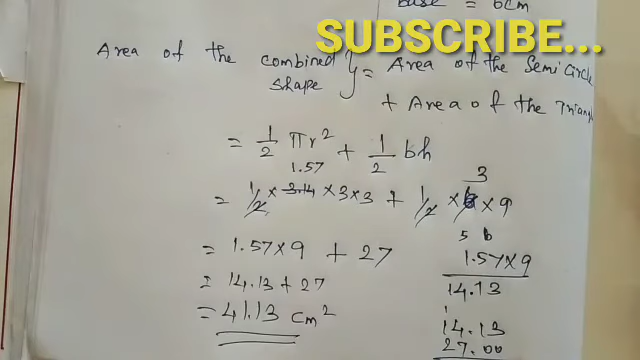 base = 6cm
SUBSCRIBE...
Area of the combined shape } = Area of the Semi Circle
+ Area of the Triangle
= 1/2 πr² + 1/2 bh
= 1/2 × 3.14 1.57 × 3 × 3 + 1/2 × 6 3 × 9
= 1.57 × 9 + 27
= 14.13 + 27
= 41.13 cm²
5 6
1.57 × 9
14.13
1
14.13
27.00